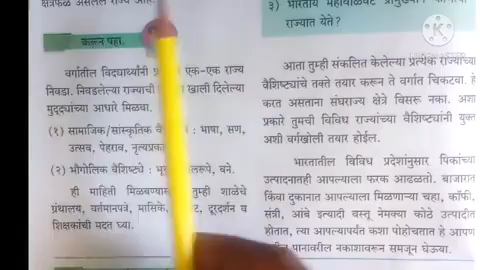 क्षेत्रफळ असलेले राज्य आहे.
करून पहा.
वर्गातील विद्यार्थ्यांनी एक-एक राज्य
निवडा. निवडलेल्या राज्याची खाली दिलेल्या
मुद्द्यांच्या आधारे मिळवा.
(१) सामाजिक/सांस्कृतिक : भाषा, सण,
उत्सव, पेहराव, नृत्यप्रका
(२) भौगोलिक वैशिष्ट्ये : वने.
ही माहिती मिळवण्यास तुम्ही शाळेचे
ग्रंथालय, वर्तमानपत्रे, मासिके, दूरदर्शन व
शिक्षकांची मदत घ्या.
३) भारतीय महावाळवंट
राज्यात येते?
आता तुम्ही संकलित केलेल्या प्रत्येक राज्याच्या
वैशिष्ट्यांचे तक्ते तयार करून ते वर्गात चिकटवा. हे
करत असताना संघराज्य क्षेत्रे विसरू नका. अशा
प्रकारे तुमची विविध राज्यांच्या वैशिष्ट्यांनी युक्त
अशी वर्गखोली तयार होईल.
भारतातील विविध प्रदेशांनुसार पिकांच्या
उत्पादनातही आपल्याला फरक आढळतो. बाजारात
किंवा दुकानात आपल्याला मिळणाऱ्या चहा, कॉफी,
संत्री, आंबे इत्यादी वस्तू नेमक्या कोठे उत्पादीत
होतात, त्या आपल्यापर्यंत कशा पोहोचतात हे आपण
पानावरील नकाशावरून समजून घेऊया.